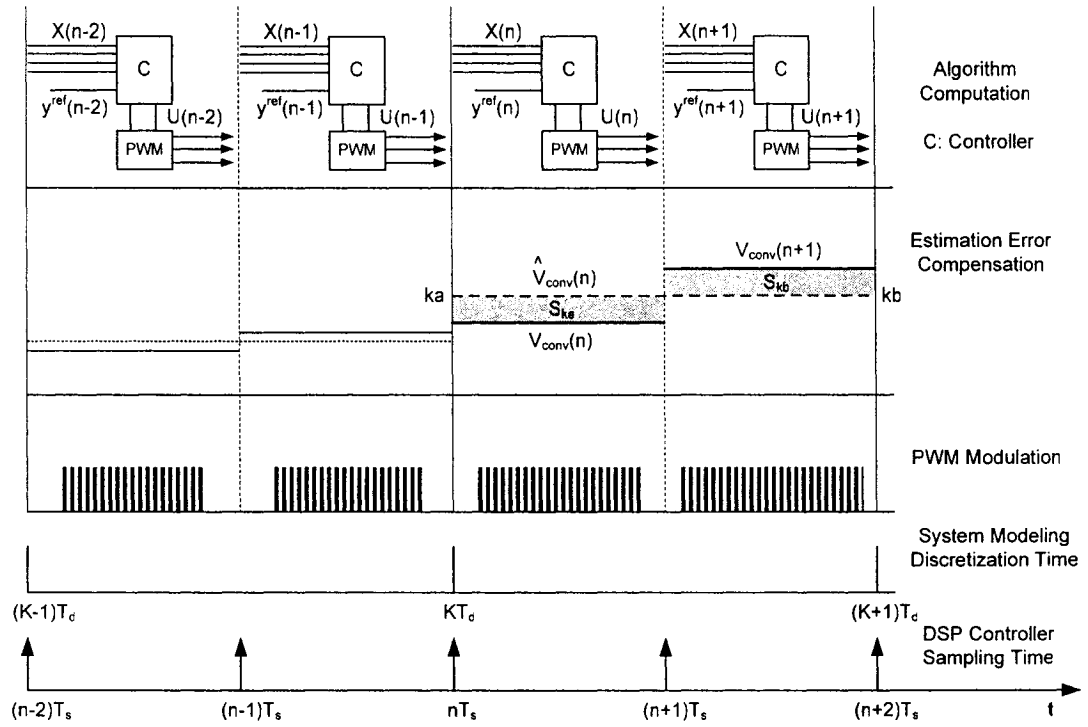 X(n-2)
X(n-1)
X(n)
X(n+1)
C
C
C
C
Algorithm
Computation
y^ref(n-2)
y^ref(n-1)
y^ref(n)
y^ref(n+1)
U(n-2)
U(n-1)
U(n)
U(n+1)
PWM
PWM
PWM
PWM
C: Controller
Estimation Error
Compensation
V̂_conv(n)
V_conv(n+1)
ka
S_ka
S_kb
kb
V_conv(n)
PWM Modulation
System Modeling
Discretization Time
(K-1)T_d
KT_d
(K+1)T_d
DSP Controller
Sampling Time
(n-2)T_s
(n-1)T_s
nT_s
(n+1)T_s
(n+2)T_s
t